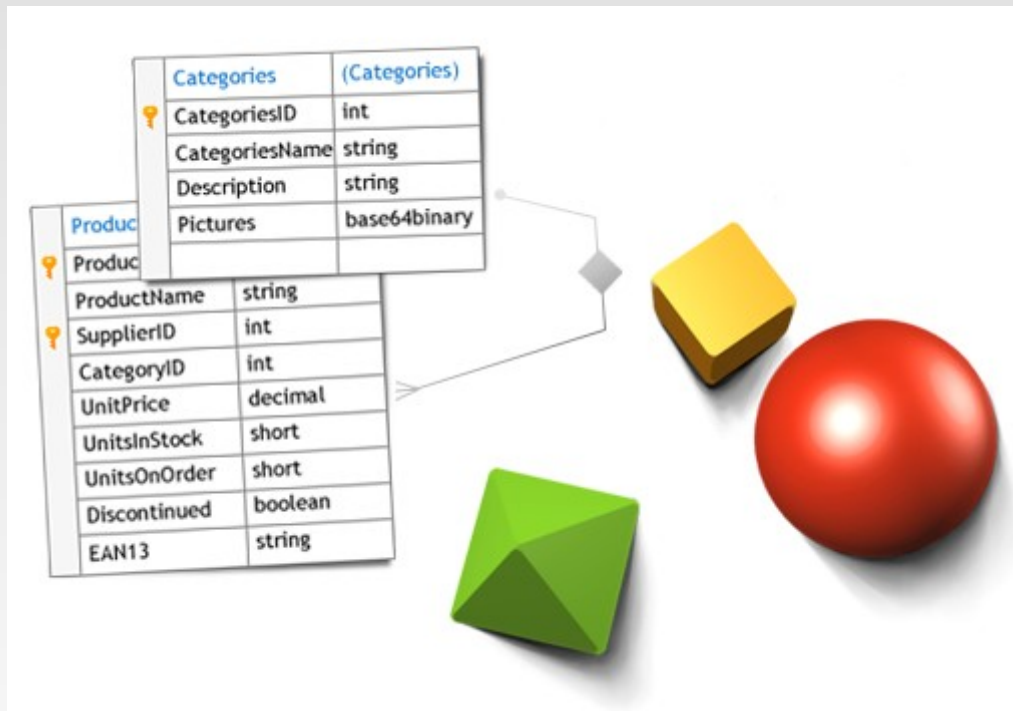 Categories (Categories)
CategoriesID int
CategoriesName string
Description string
Pictures base64binary
Produc
Produc
ProductName string
SupplierID int
CategoryID int
UnitPrice decimal
UnitsInStock short
UnitsOnOrder short
Discontinued boolean
EAN13 string